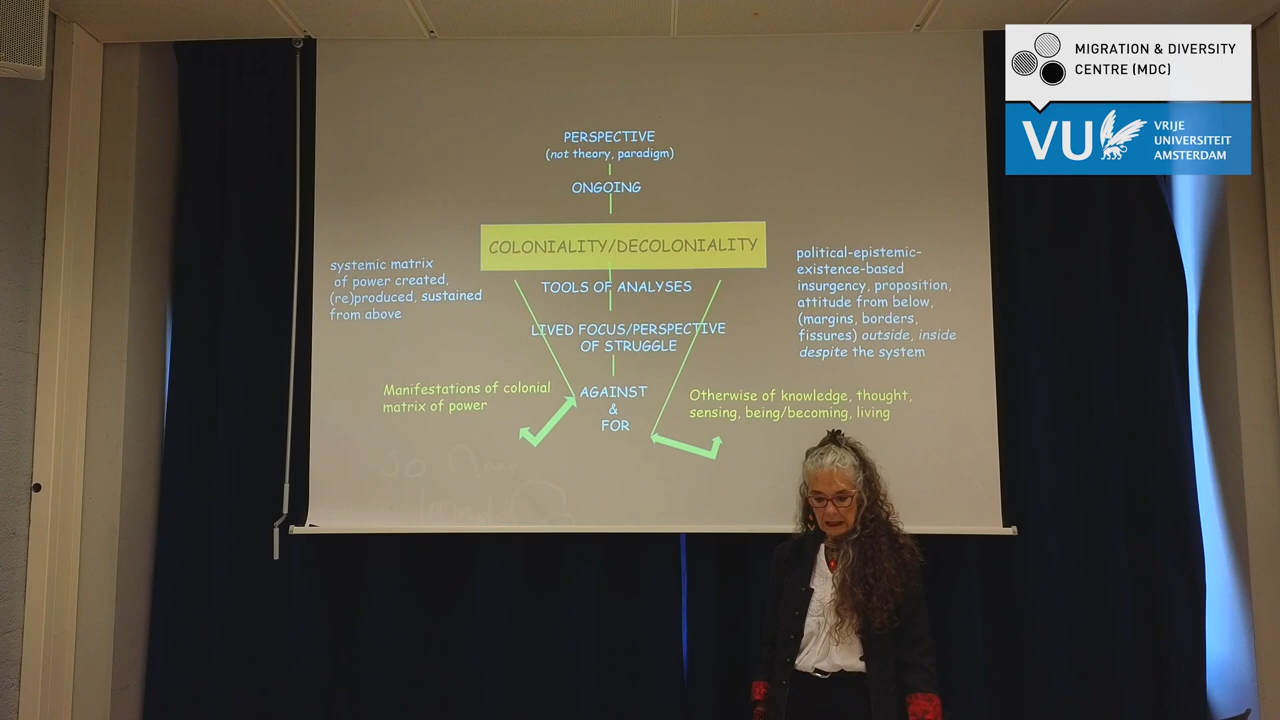 MIGRATION & DIVERSITY
CENTRE (MDC)
VU
VRIJE
UNIVERSITEIT
AMSTERDAM
PERSPECTIVE
(not theory, paradigm)
ONGOING
COLONIALITY/DECOLONIALITY
systemic matrix
of power created,
(re)produced, sustained
from above
TOOLS OF ANALYSES
LIVED FOCUS/PERSPECTIVE
OF STRUGGLE
political-epistemic-
existence-based
insurgency, proposition,
attitude from below,
(margins, borders,
fissures) outside, inside
despite the system
Manifestations of colonial
matrix of power
AGAINST
&
FOR
Otherwise of knowledge, thought,
sensing, being/becoming, living